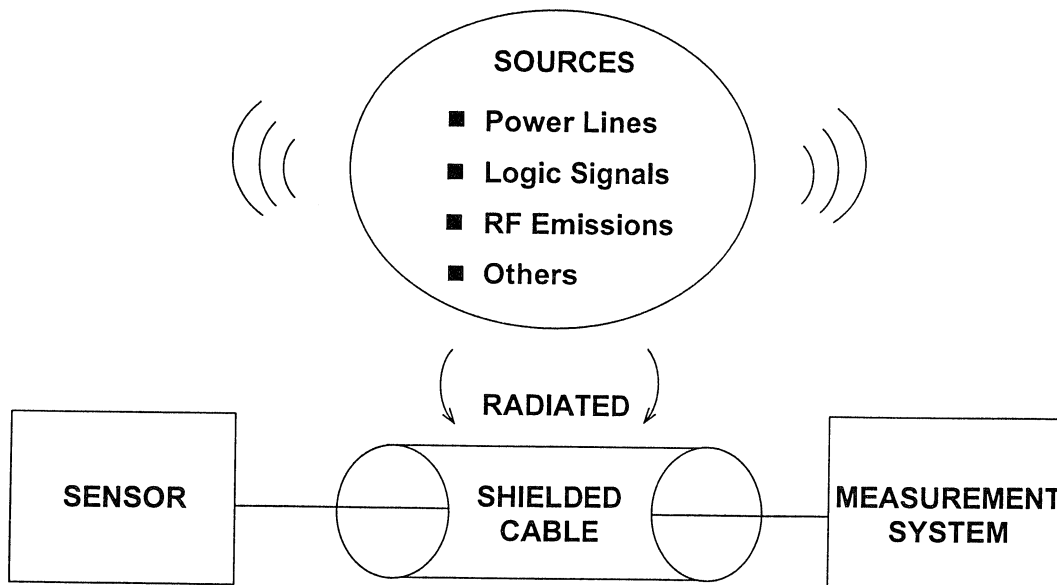 SOURCES
■ Power Lines
■ Logic Signals
■ RF Emissions
■ Others
RADIATED
SENSOR
SHIELDED
CABLE
MEASUREMENT
SYSTEM